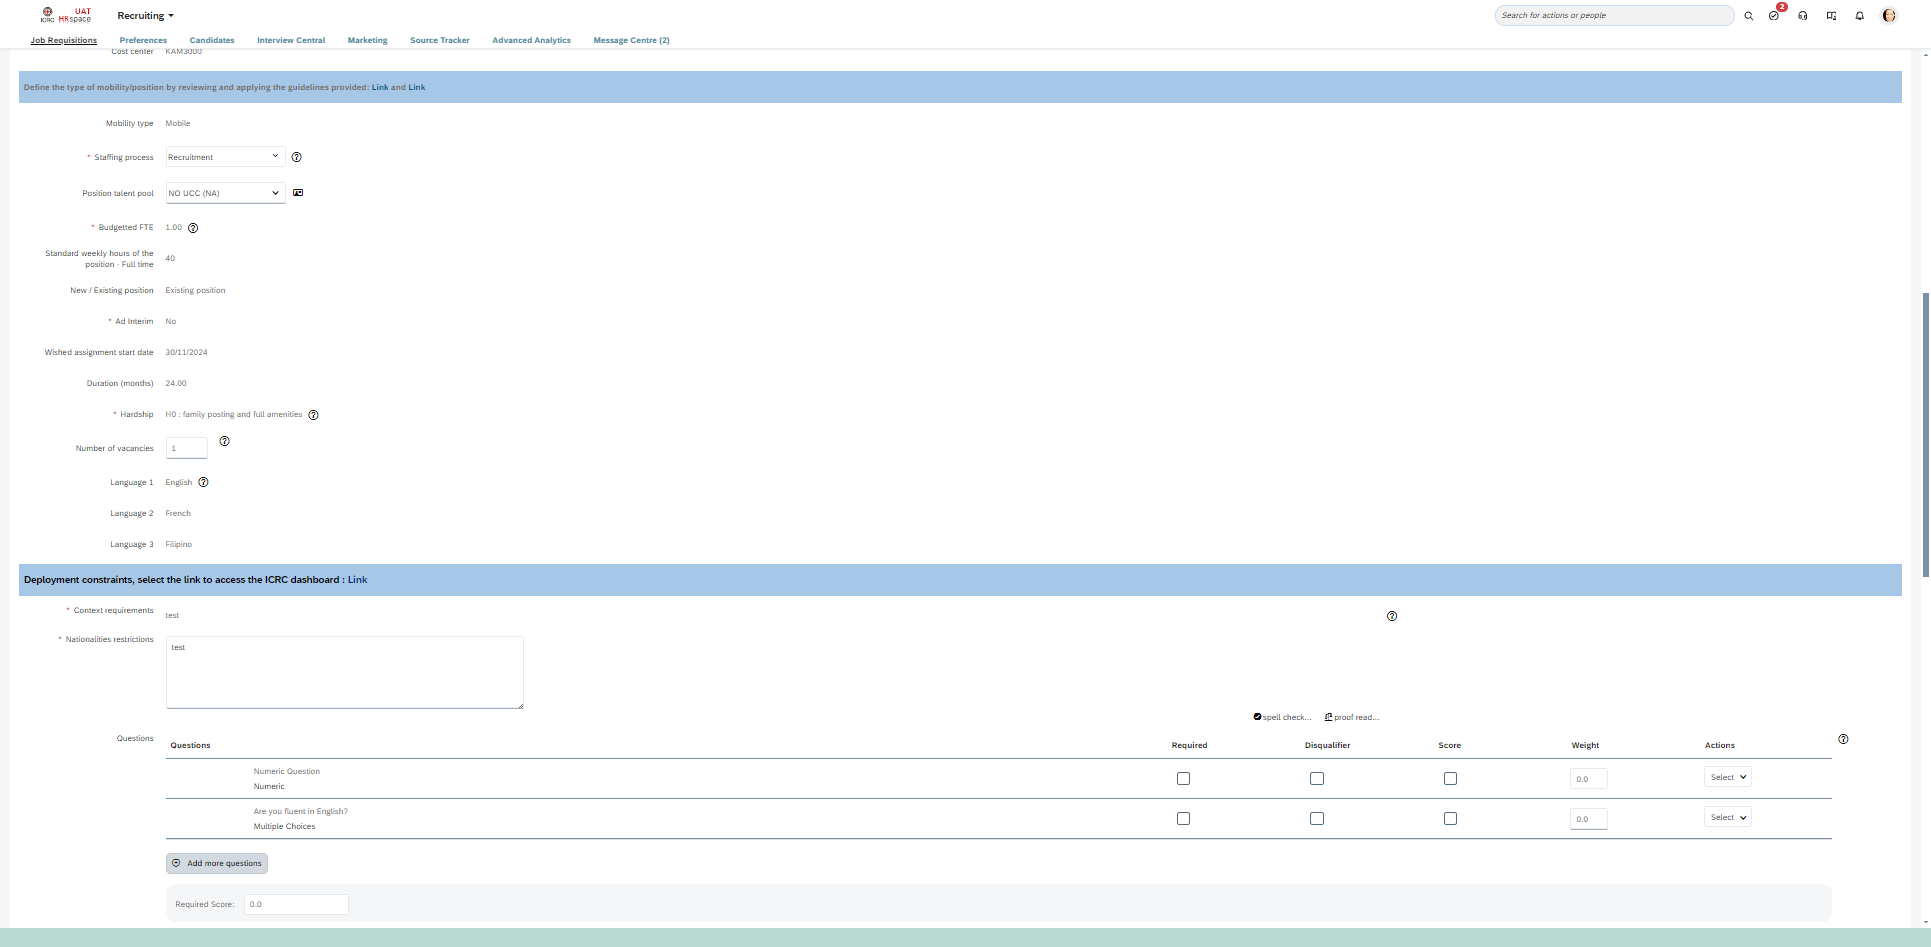 ICRC
UAT
HRspace
Recruiting
Search for actions or people
2
Job Requisitions
Preferences
Candidates
Interview Central
Marketing
Source Tracker
Advanced Analytics
Message Centre (2)
Cost center KAM3000
Define the type of mobility/position by reviewing and applying the guidelines provided: Link and Link
Mobility type Mobile
* Staffing process Recruitment
Position talent pool NO UCC (NA)
* Budgetted FTE 1.00
Standard weekly hours of the
position - Full time 40
New / Existing position Existing position
* Ad Interim No
Wished assignment start date 30/11/2024
Duration (months) 24.00
* Hardship H0 : family posting and full amenities
Number of vacancies 1
Language 1 English
Language 2 French
Language 3 Filipino
Deployment constraints, select the link to access the ICRC dashboard : Link
* Context requirements test
* Nationalities restrictions test
spell check... proof read...
Questions Questions Required Disqualifier Score Weight Actions
Numeric Question
Numeric 0.0 Select
Are you fluent in English?
Multiple Choices 0.0 Select
Add more questions
Required Score: 0.0